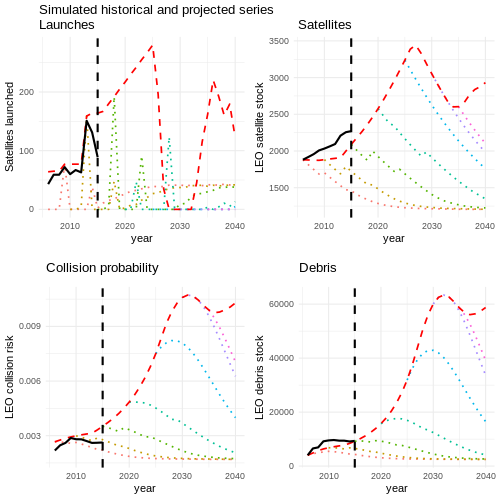 Simulated historical and projected series
Launches
Satellites launched
200
100
0
2010
2020
2030
2040
year
Satellites
LEO satellite stock
3500
3000
2500
2000
1500
2010
2020
2030
2040
year
Collision probability
LEO collision risk
0.009
0.006
0.003
2010
2020
2030
2040
year
Debris
LEO debris stock
60000
40000
20000
0
2010
2020
2030
2040
year